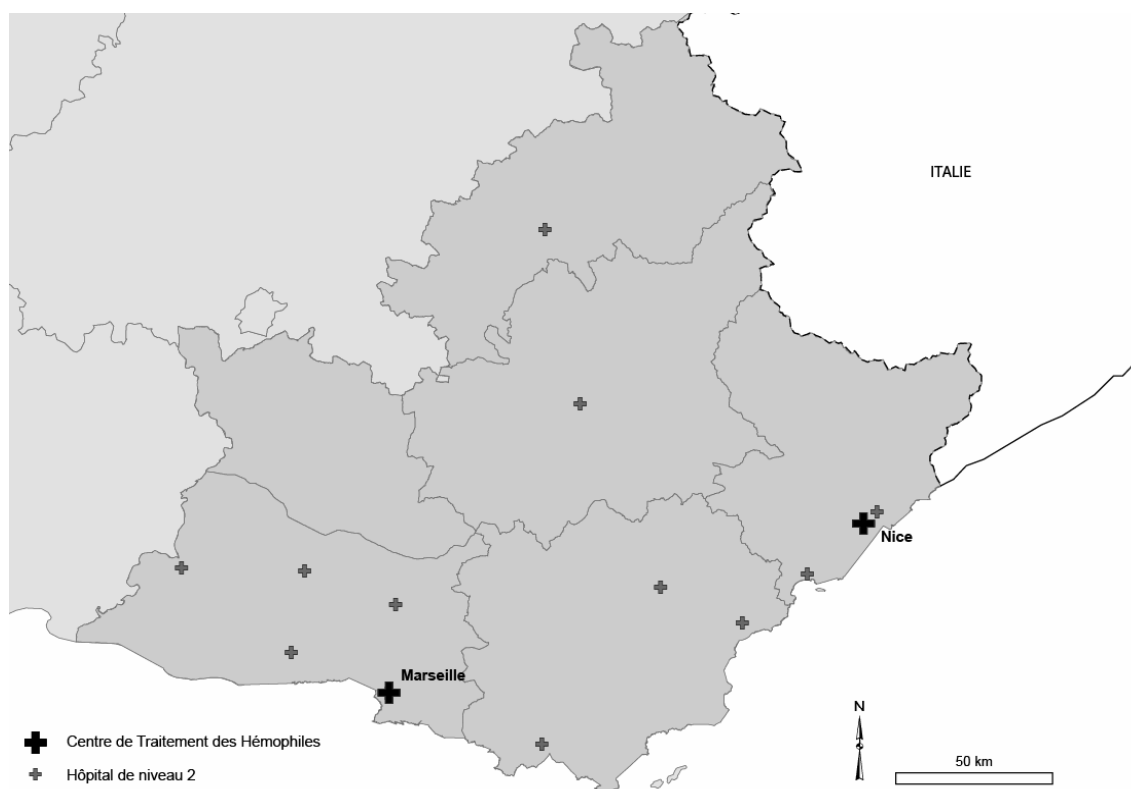 ITALIE
Nice
Marseille
N
Centre de Traitement des Hémophiles
Hôpital de niveau 2
50 km